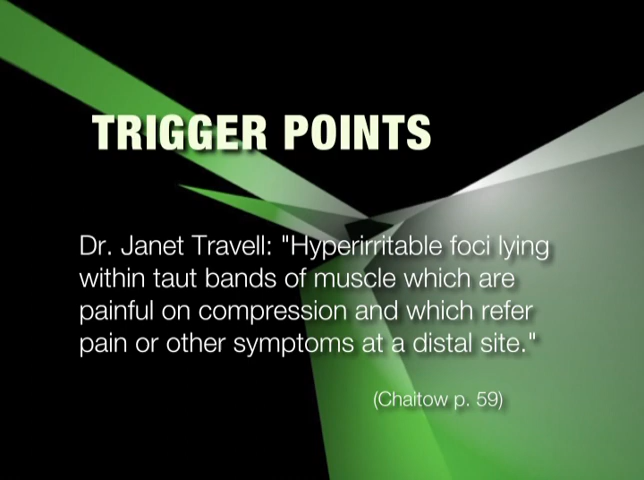 TRIGGER POINTS
Dr. Janet Travell: "Hyperirritable foci lying
within taut bands of muscle which are
painful on compression and which refer
pain or other symptoms at a distal site."
(Chaitow p. 59)